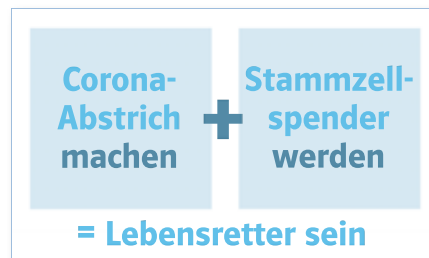 Corona-
Abstrich
machen
+
Stammzell-
spender
werden
= Lebensretter sein